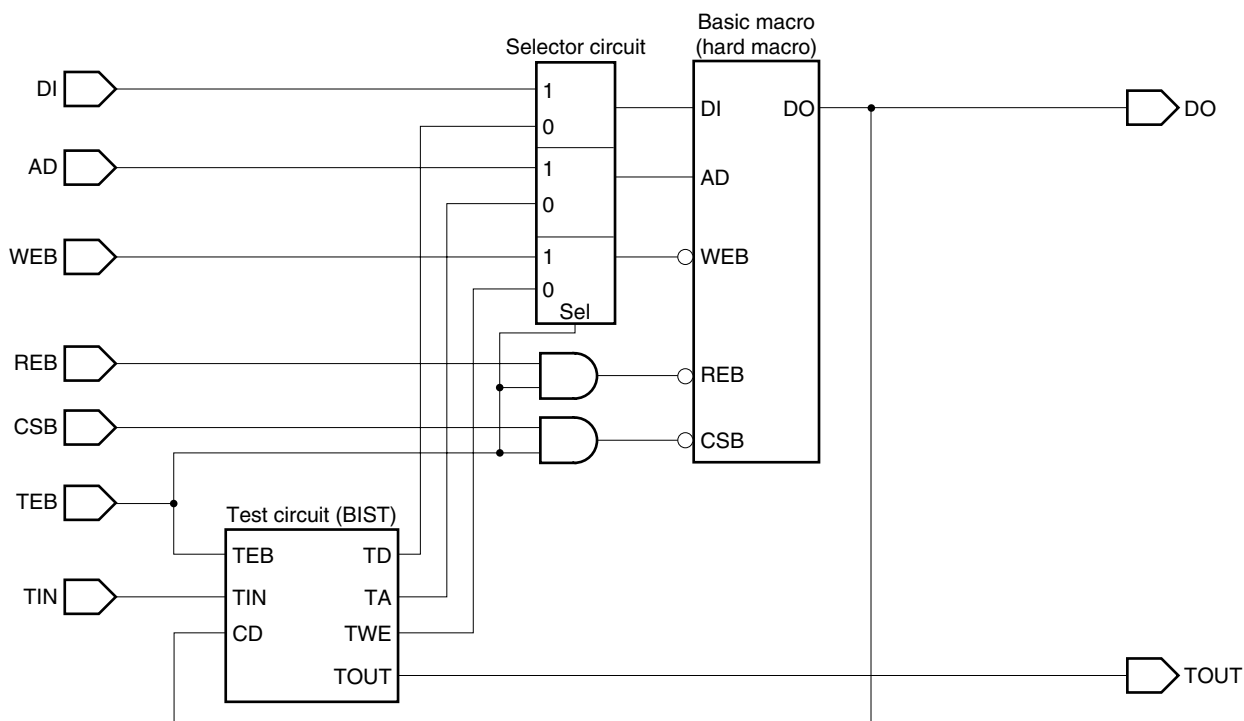 Basic macro
(hard macro)
Selector circuit
DI
1
DI
DO
DO
0
AD
1
AD
0
WEB
1
WEB
0
Sel
REB
REB
CSB
CSB
TEB
Test circuit (BIST)
TEB
TD
TIN
TIN
TA
CD
TWE
TOUT
TOUT